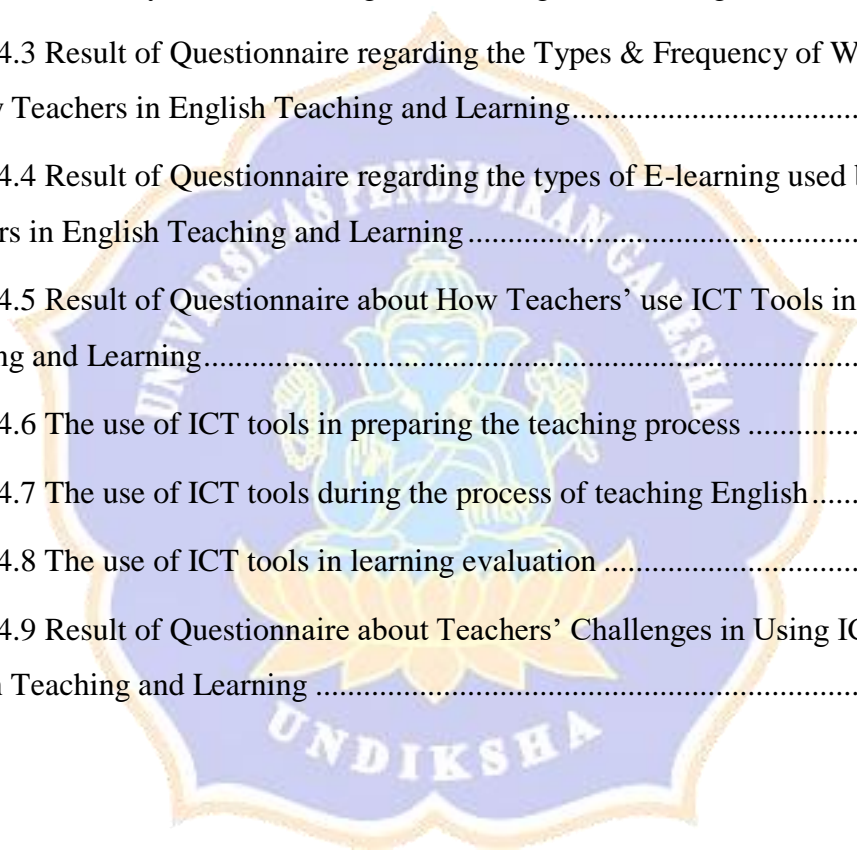 4.3 Result of Questionnaire regarding the Types & Frequency of W
Teachers in English Teaching and Learning
4.4 Result of Questionnaire regarding the types of E-learning used
rs in English Teaching and Learning
4.5 Result of Questionnaire about How Teachers’ use ICT Tools in
ng and Learning
4.6 The use of ICT tools in preparing the teaching process
4.7 The use of ICT tools during the process of teaching English
4.8 The use of ICT tools in learning evaluation
4.9 Result of Questionnaire about Teachers’ Challenges in Using IC
Teaching and Learning
UNIVERSITAS PENDIDIKAN GANESHA
UNDIKSHA